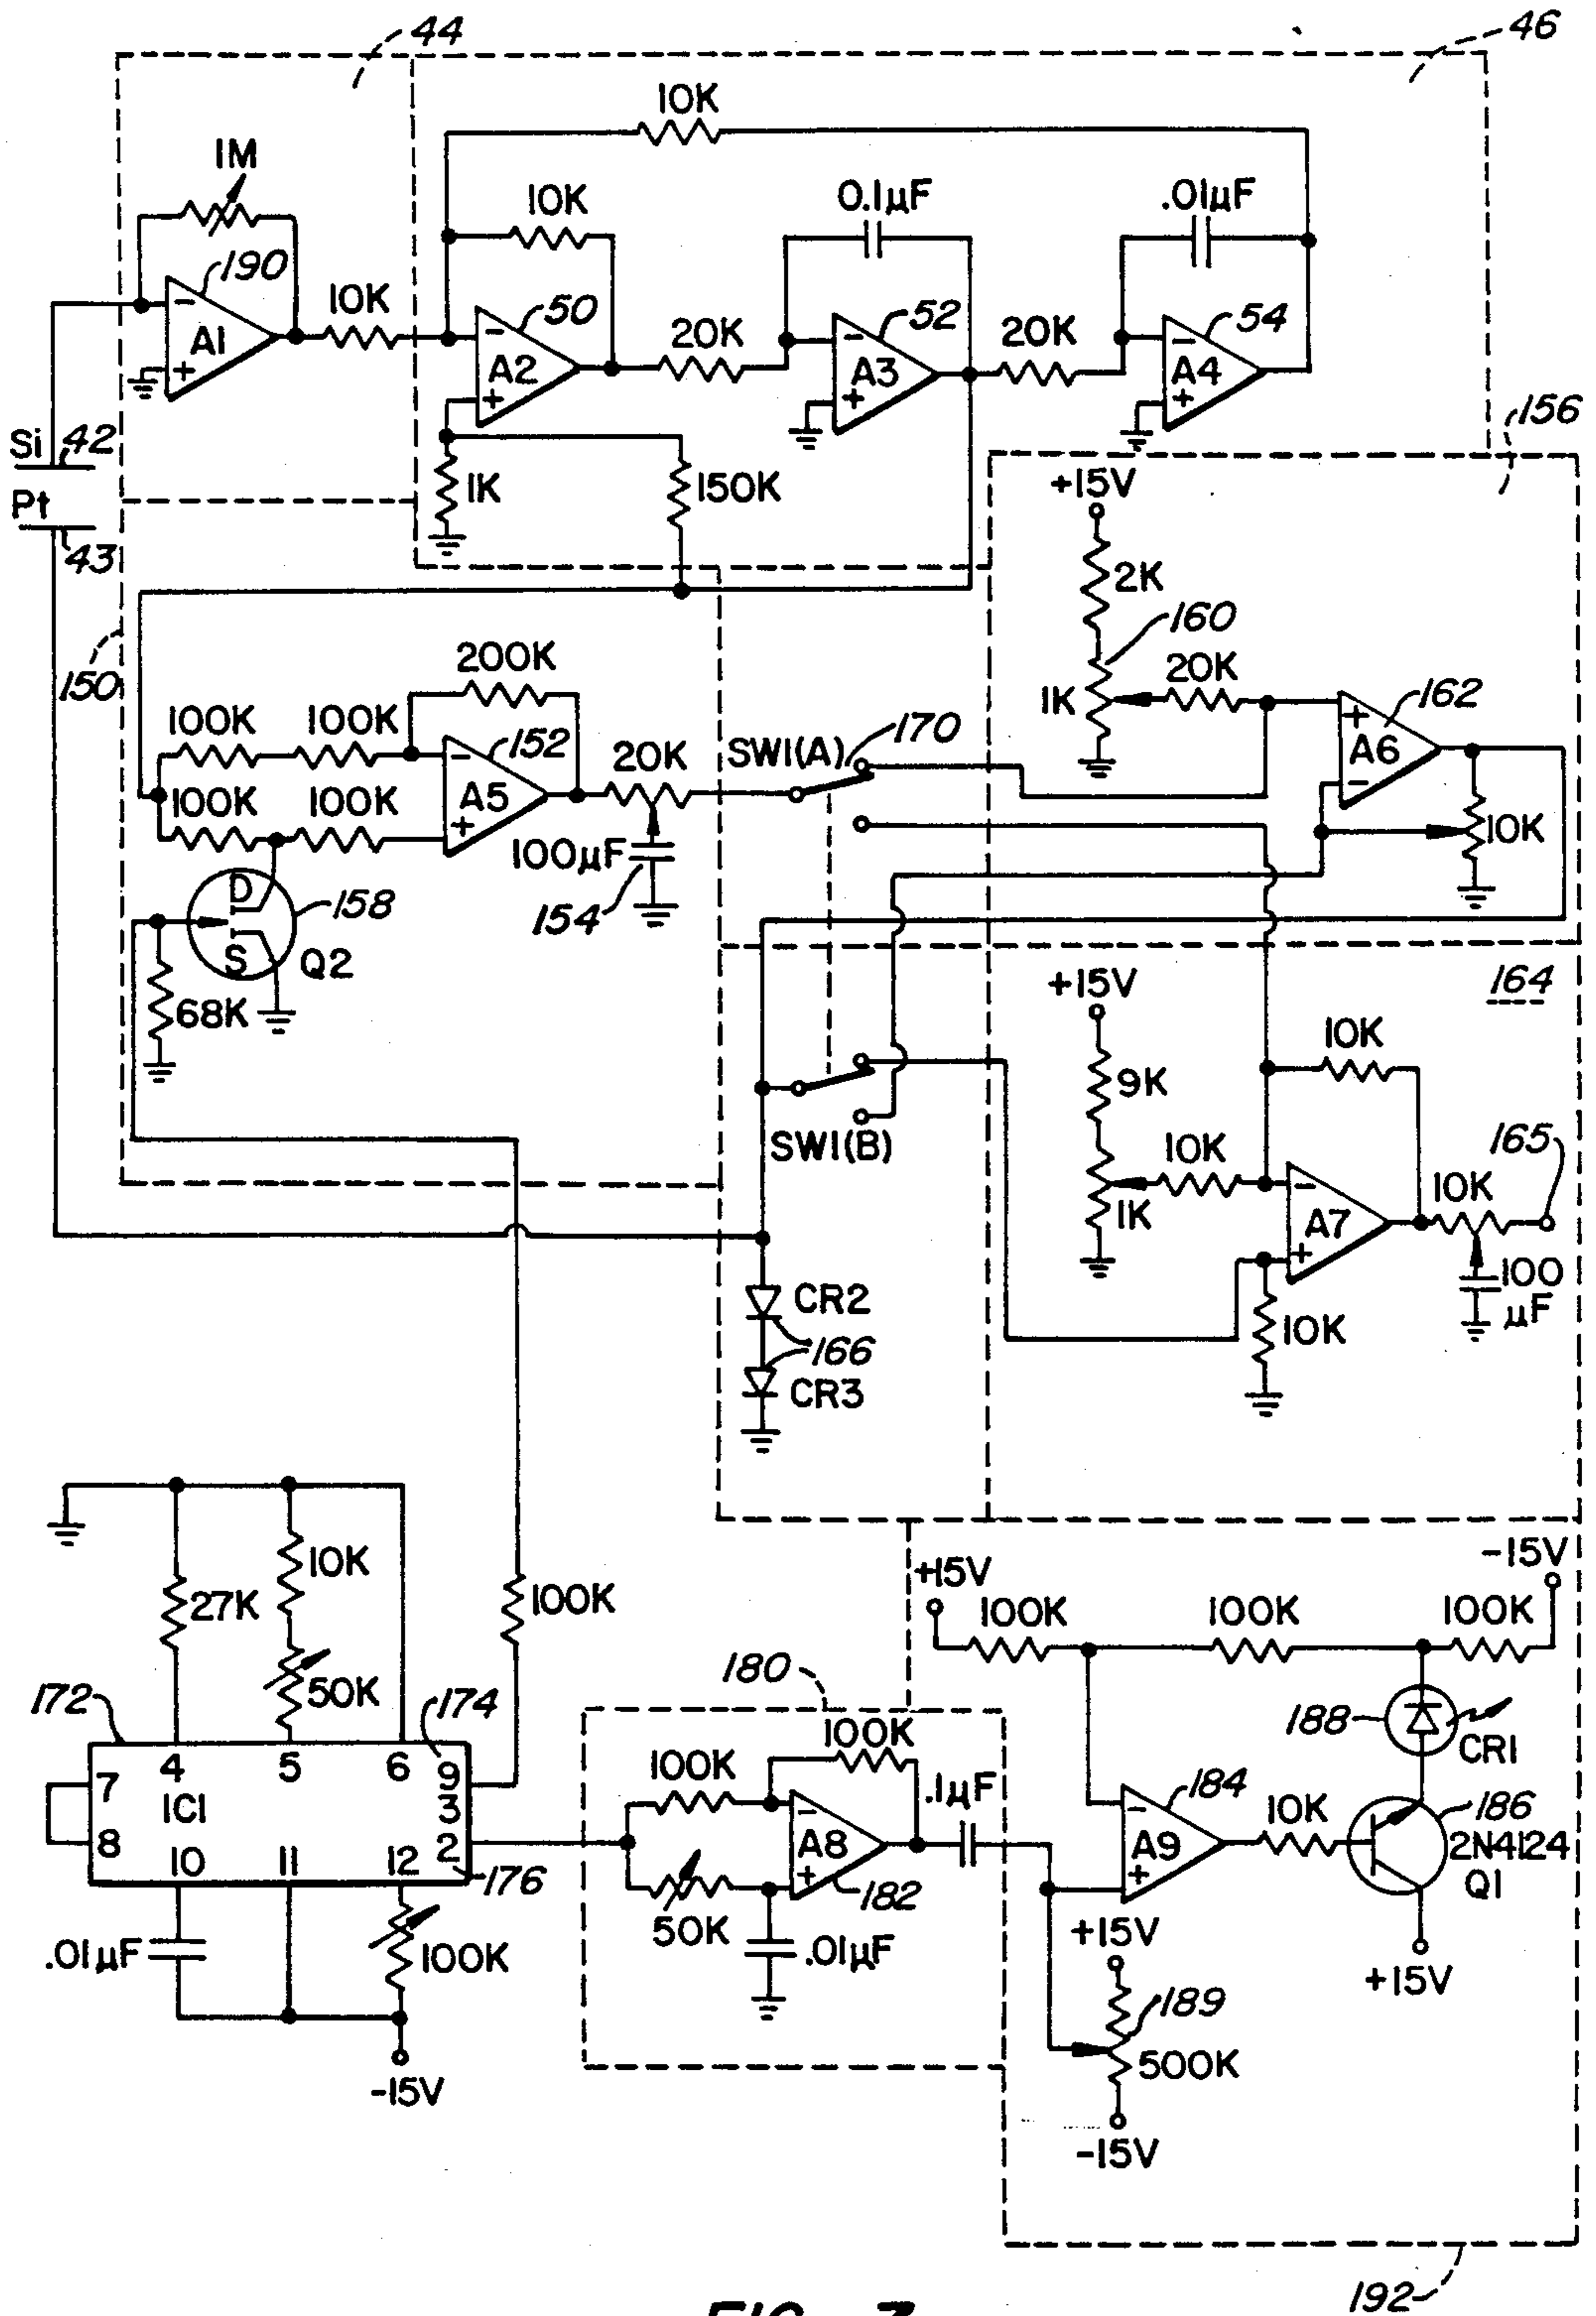 44
46
10K
1M
10K
0.1µF
.01µF
190
10K
50
20K
52
20K
54
A1
A2
A3
A4
-
+
-
+
-
+
-
+
156
Si 42
Pt
43
1K
150K
+15V
2K
160
150
200K
20K
1K
162
100K 100K
152
20K
SW1(A)
170
A6
+
-
100K 100K
A5
-
+
100µF
10K
154
D
S
158
Q2
68K
+15V
164
10K
9K
SW1(B)
10K
165
10K
1K
A7
-
+
100
µF
CR2
10K
166
CR3
10K
27K
100K
+15V
-15V
100K
100K
100K
50K
180
172
174
188
CR1
100K
100K
.1µF
4 5 6 9
7
IC1
3
8
2
10 11 12
176
A8
-
+
184
A9
-
+
10K
186
2N4124
Q1
182
50K
.01µF
+15V
.01µF
100K
+15V
189
500K
-15V
-15V
192